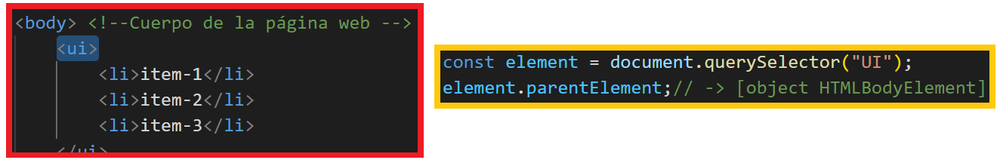 <body> <!--Cuerpo de la página web -->
<ui>
<li>item-1</li>
<li>item-2</li>
<li>item-3</li>
</ui>
const element = document.querySelector("UI");
element.parentElement;// -> [object HTMLBodyElement]